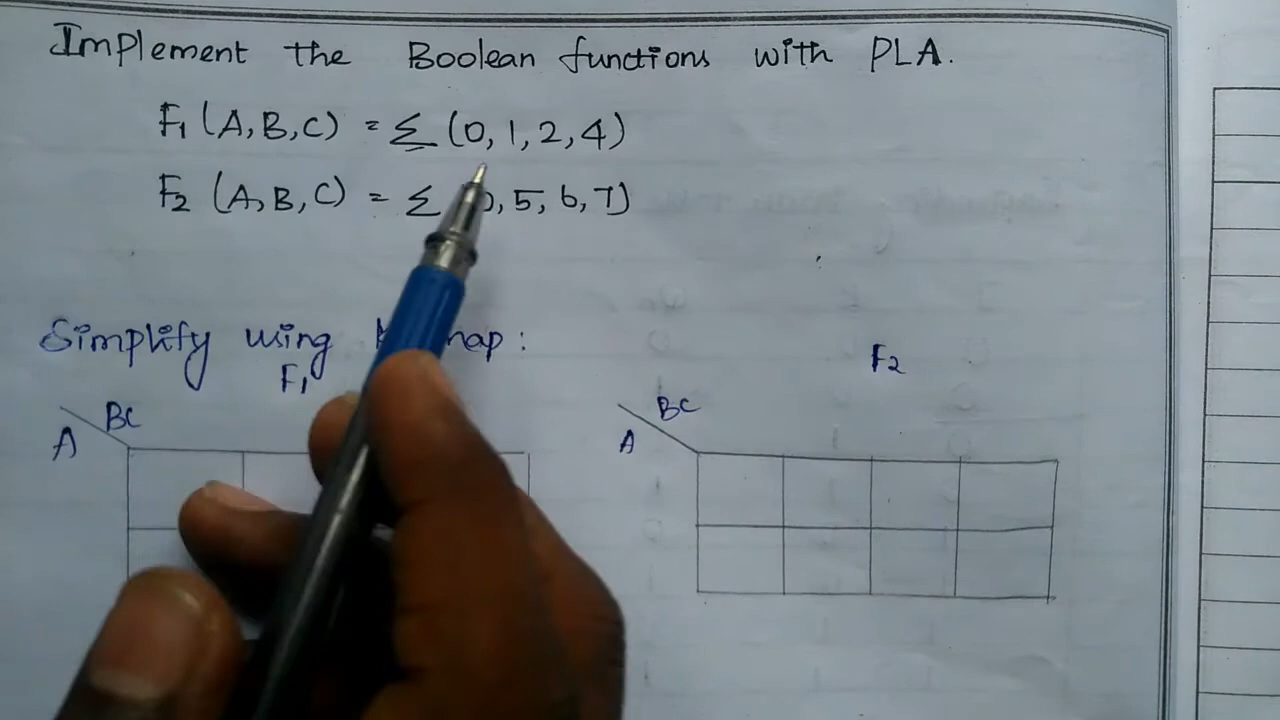 Implement the Boolean functions with PLA.
F1 (A, B, C) = Σ (0, 1, 2, 4)
F2 (A, B, C) = Σ 0, 5, 6, 7)
Simplify using map :
F1
F2
BC
A
BC
A